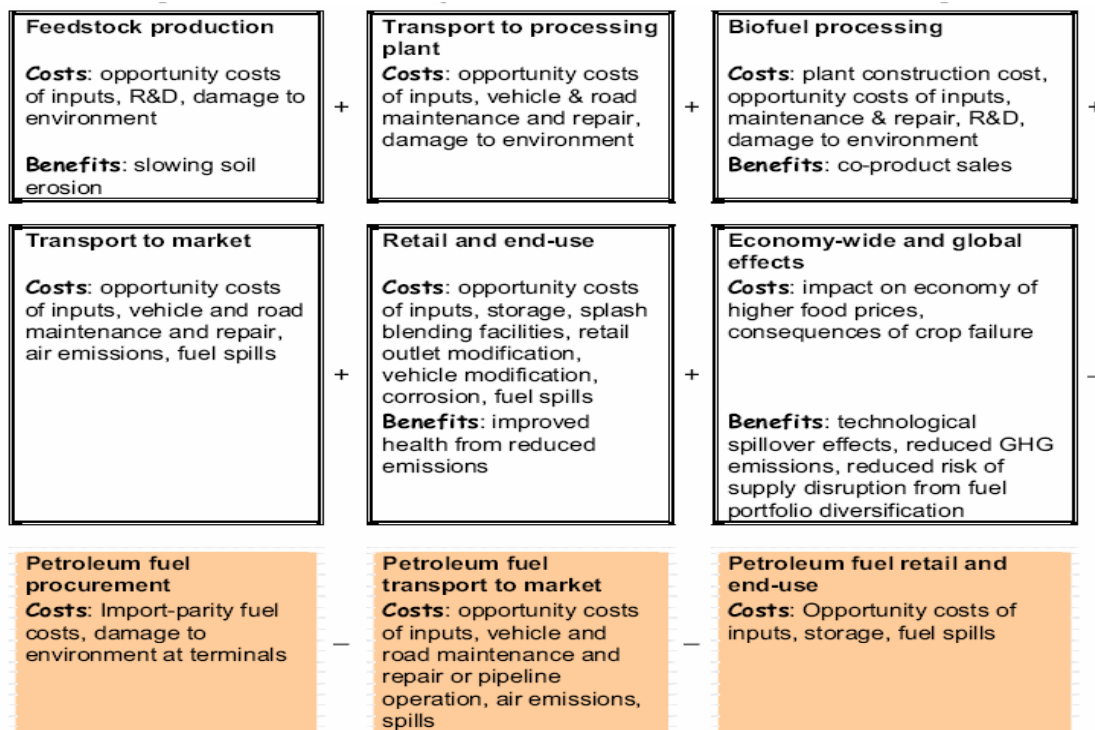 Feedstock production
Costs: opportunity costs
of inputs, R&D, damage to
environment
Benefits: slowing soil
erosion
+
Transport to processing
plant
Costs: opportunity costs
of inputs, vehicle & road
maintenance and repair,
damage to environment
+
Biofuel processing
Costs: plant construction cost,
opportunity costs of inputs,
maintenance & repair, R&D,
damage to environment
Benefits: co-product sales
+
Transport to market
Costs: opportunity costs
of inputs, vehicle and road
maintenance and repair,
air emissions, fuel spills
+
Retail and end-use
Costs: opportunity costs
of inputs, storage, splash
blending facilities, retail
outlet modification,
vehicle modification,
corrosion, fuel spills
Benefits: improved
health from reduced
emissions
+
Economy-wide and global
effects
Costs: impact on economy of
higher food prices,
consequences of crop failure
Benefits: technological
spillover effects, reduced GHG
emissions, reduced risk of
supply disruption from fuel
portfolio diversification
–
Petroleum fuel
procurement
Costs: Import-parity fuel
costs, damage to
environment at terminals
–
Petroleum fuel
transport to market
Costs: opportunity costs
of inputs, vehicle and
road maintenance and
repair or pipeline
operation, air emissions,
spills
–
Petroleum fuel retail and
end-use
Costs: Opportunity costs of
inputs, storage, fuel spills